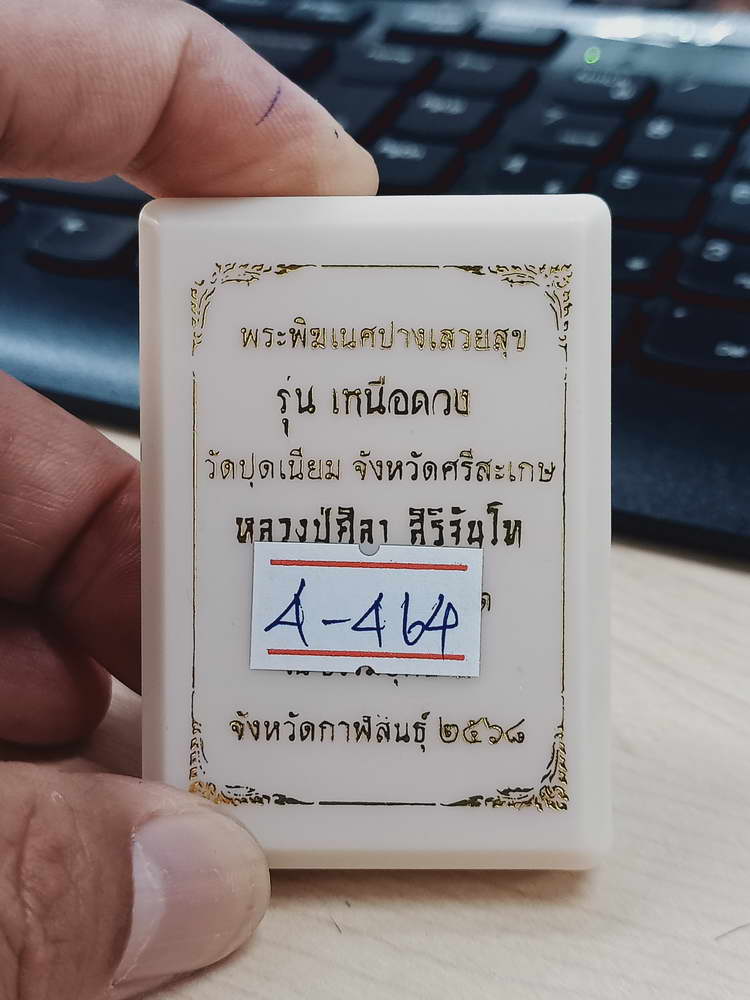 พระพิฆเนศปางเสวยสุข
รุ่น เหนือดวง
วัดปุดเนียม จังหวัดศรีสะเกษ
หลวงปู่ศิลา สิริจันโท
A-464
จังหวัดกาฬสินธุ์ ๒๕๖๘